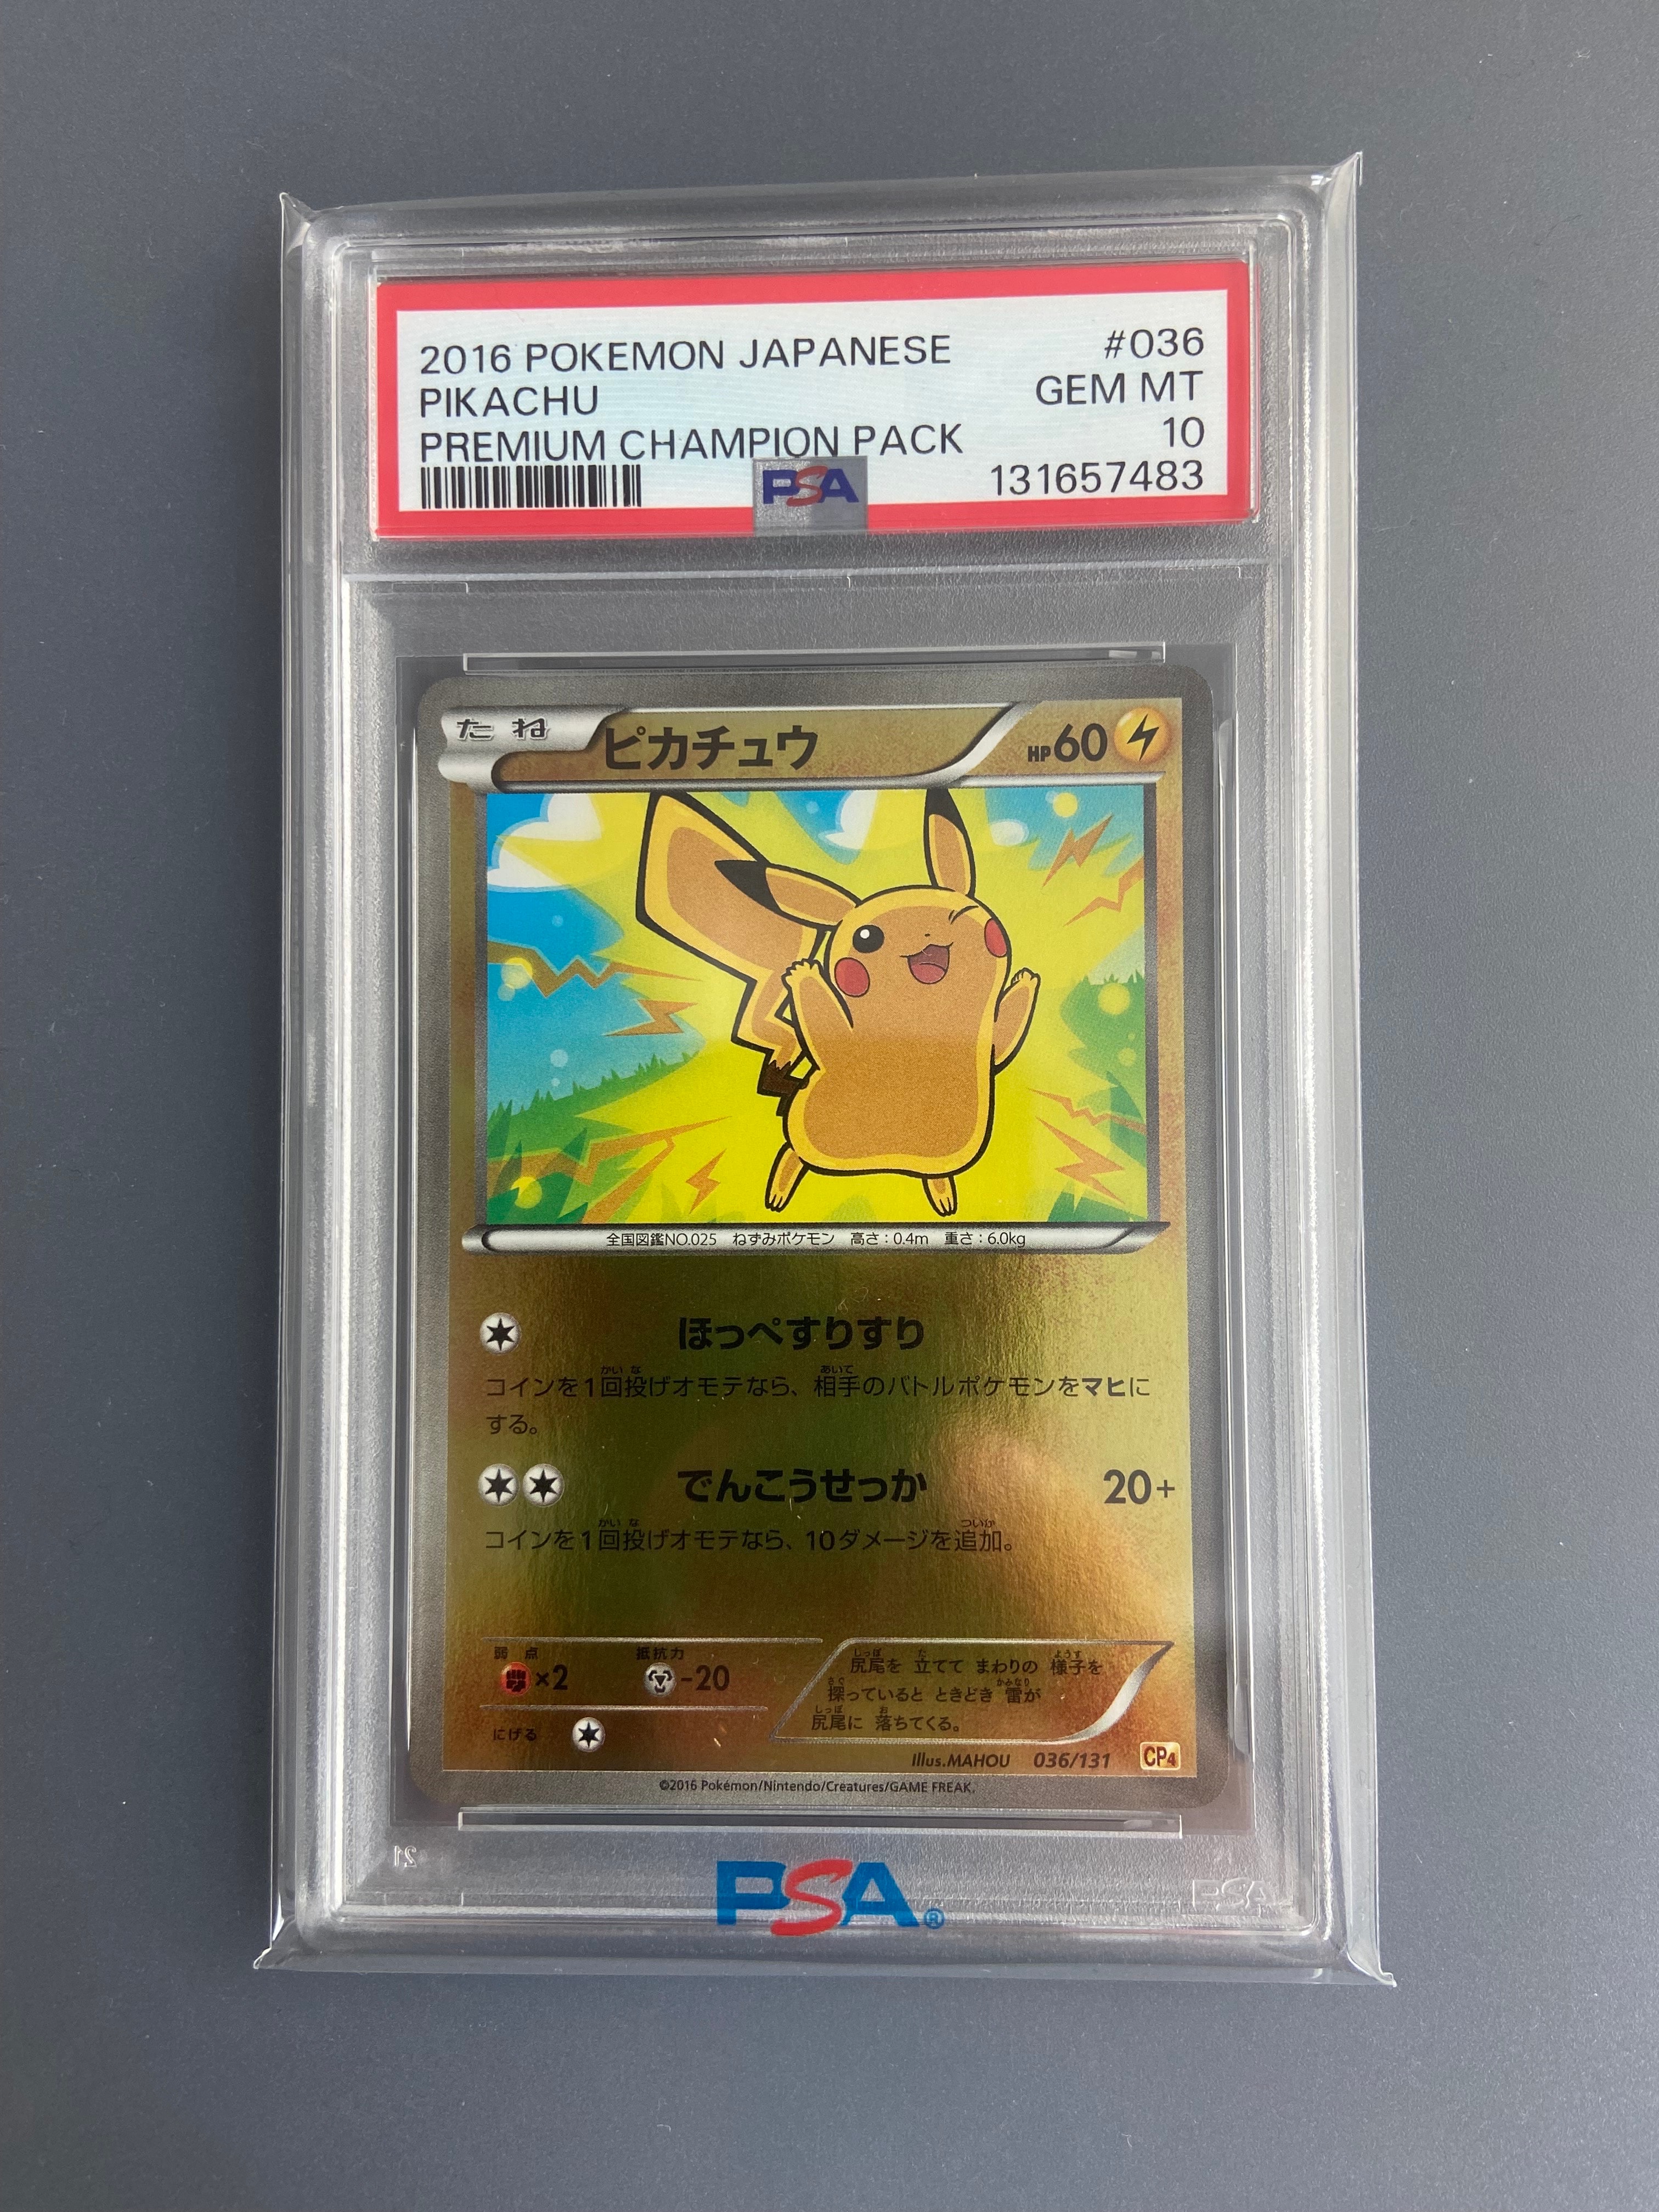 2016 POKEMON JAPANESE #036
PIKACHU GEM MT
PREMIUM CHAMPION PACK 10
PSA 131657483
たね ピカチュウ HP60
全国図鑑NO.025 ねずみポケモン 高さ:0.4m 重さ:6.0kg
ほっぺすりすり
コインを1回投げオモテなら、相手のバトルポケモンをマヒに
する。
でんこうせっか 20+
コインを1回投げオモテなら、10ダメージを追加。
弱点 抵抗力
×2 -20
にげる
尻尾を 立てて まわりの 様子を
探っていると ときどき 雷が
尻尾に 落ちてくる。
Illus.MAHOU 036/131 CP4
©2016 Pokémon/Nintendo/Creatures/GAME FREAK.
21
PSA®
PSA